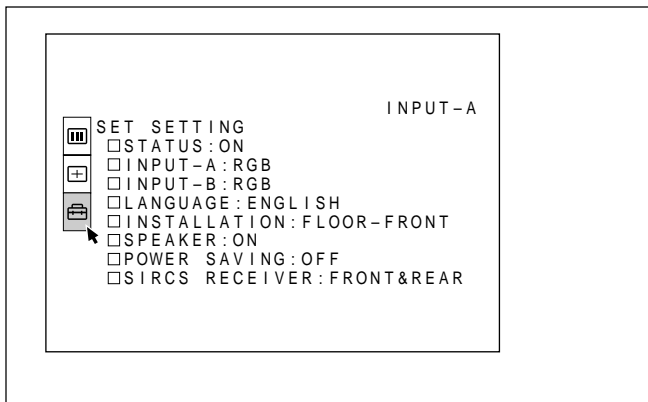 INPUT–A
SET SETTING
□STATUS:ON
□INPUT–A:RGB
□INPUT–B:RGB
□LANGUAGE:ENGLISH
□INSTALLATION:FLOOR–FRONT
□SPEAKER:ON
□POWER SAVING:OFF
□SIRCS RECEIVER:FRONT&REAR